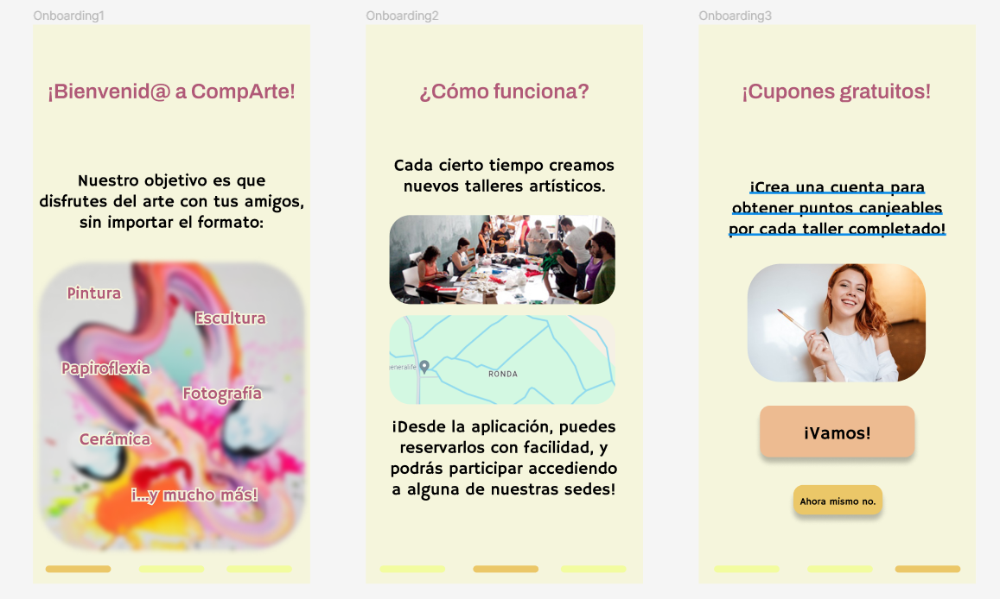 Onboarding1
¡Bienvenid@ a CompArte!
Nuestro objetivo es que
disfrutes del arte con tus amigos,
sin importar el formato:
Pintura
Escultura
Papiroflexia
Fotografía
Cerámica
¡...y mucho más!
Onboarding2
¿Cómo funciona?
Cada cierto tiempo creamos
nuevos talleres artísticos.
eneralife
RONDA
¡Desde la aplicación, puedes
reservarlos con facilidad, y
podrás participar accediendo
a alguna de nuestras sedes!
Onboarding3
¡Cupones gratuitos!
¡Crea una cuenta para
obtener puntos canjeables
por cada taller completado!
¡Vamos!
Ahora mismo no.